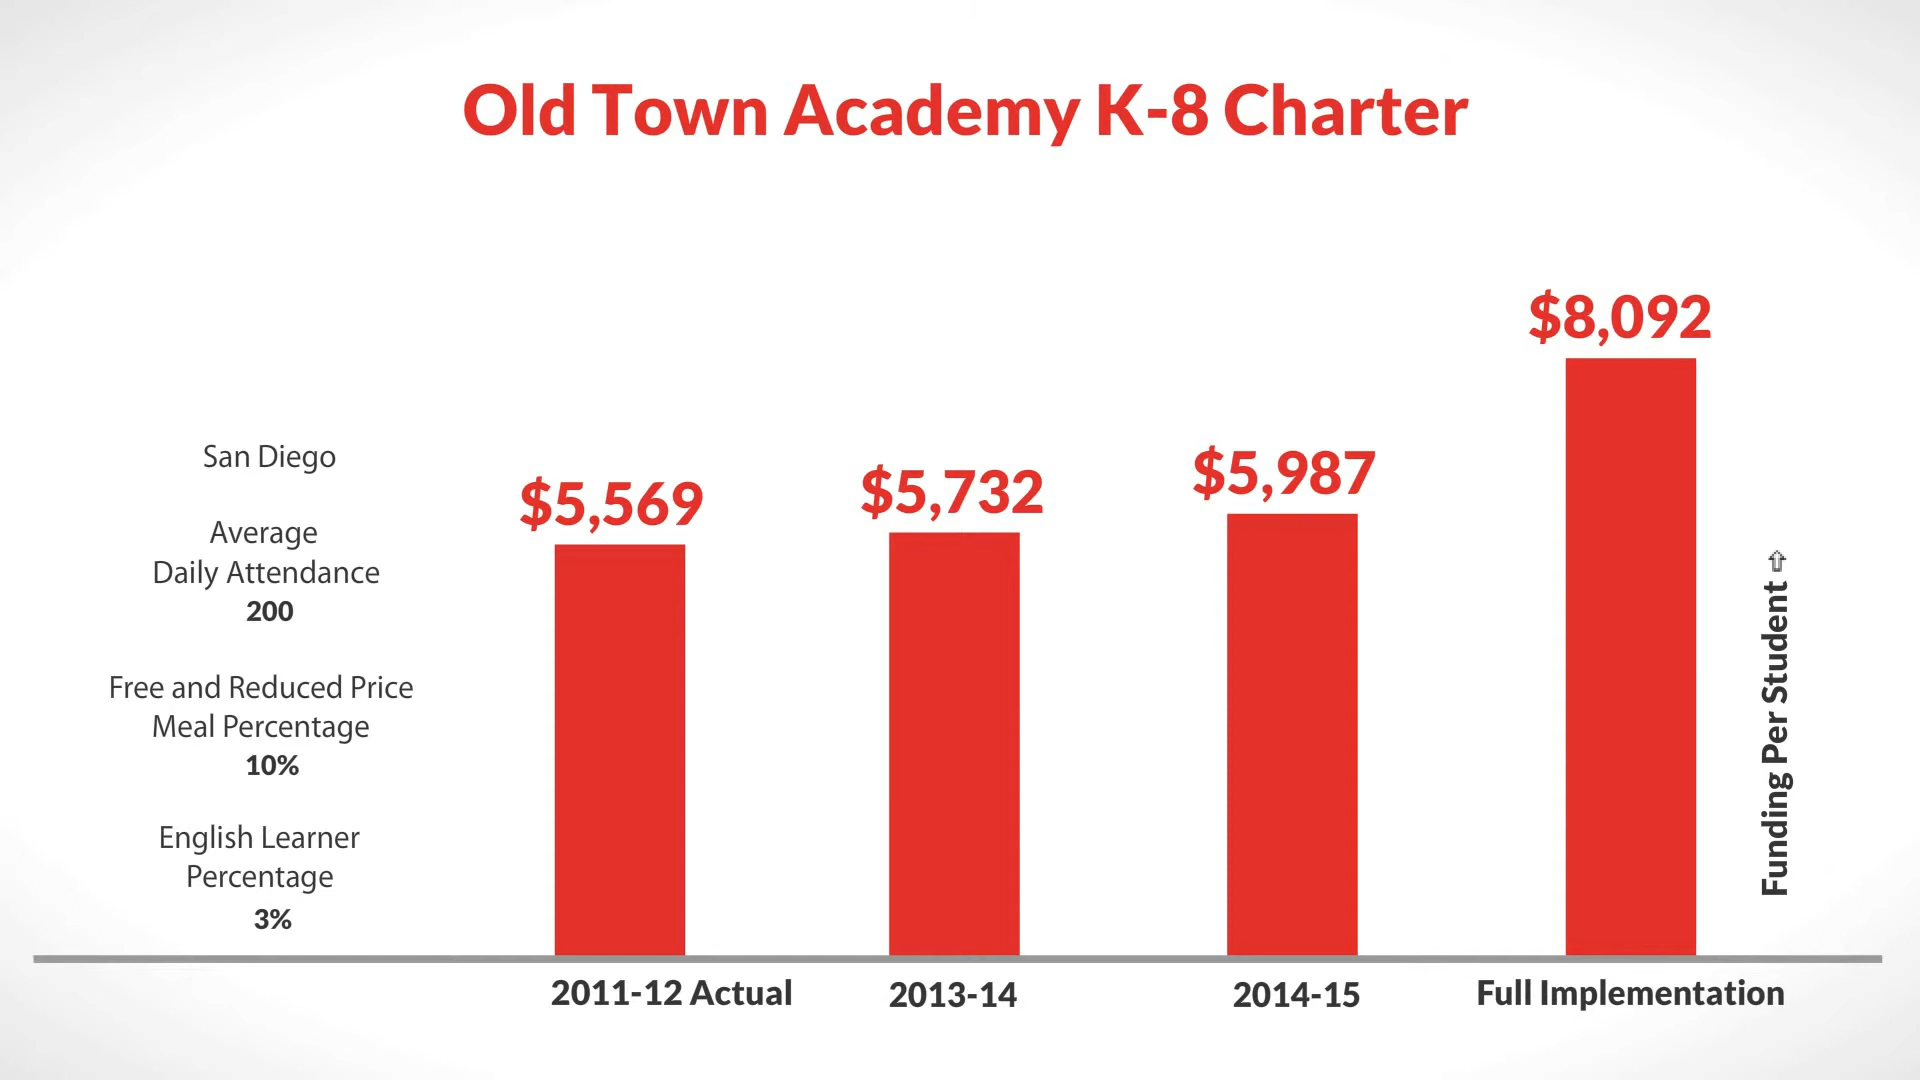 Old Town Academy K-8 Charter
San Diego
Average
Daily Attendance
200
Free and Reduced Price
Meal Percentage
10%
English Learner
Percentage
3%
$5,569
$5,732
$5,987
$8,092
Funding Per Student ⇧
2011-12 Actual
2013-14
2014-15
Full Implementation